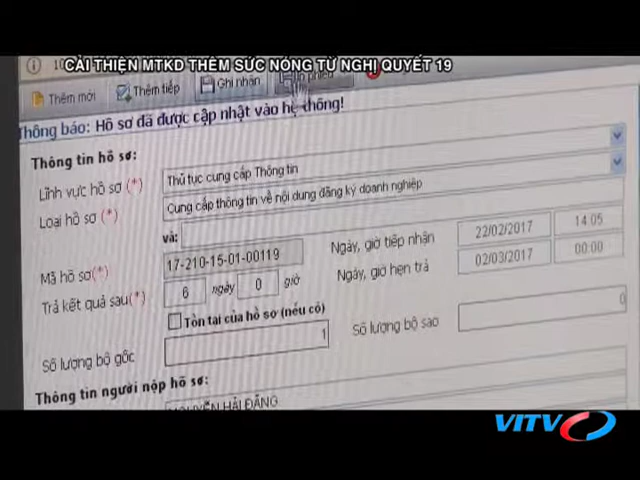 CẢI THIỆN MTKD THÊM SỨC NÓNG TỪ NGHỊ QUYẾT 19
Thêm mới Thêm tiếp Ghi nhận
Thông báo: Hồ sơ đã được cập nhật vào hệ thống!
Thông tin hồ sơ:
Lĩnh vực hồ sơ (*) Thủ tục cung cấp Thông tin
Loại hồ sơ (*) Cung cấp thông tin về nội dung đăng ký doanh nghiệp
và:
Mã hồ sơ(*) 17-210-15-01-00119 Ngày, giờ tiếp nhận 22/02/2017 14:05
Trả kết quả sau(*) 6 ngày 0 giờ Ngày, giờ hẹn trả 02/03/2017 00:00
Tồn tại của hồ sơ (nếu có)
Số lượng bộ gốc 1 Số lượng bộ sao 0
Thông tin người nộp hồ sơ:
NGUYỄN HẢI ĐĂNG
VITV